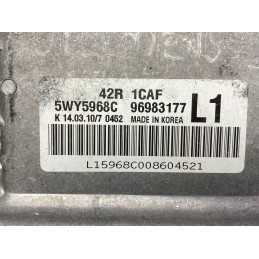 42R 1CAF
5WY5968C 96983177 L1
K 14.03.10/7 0452 MADE IN KOREA
L15968C008604521